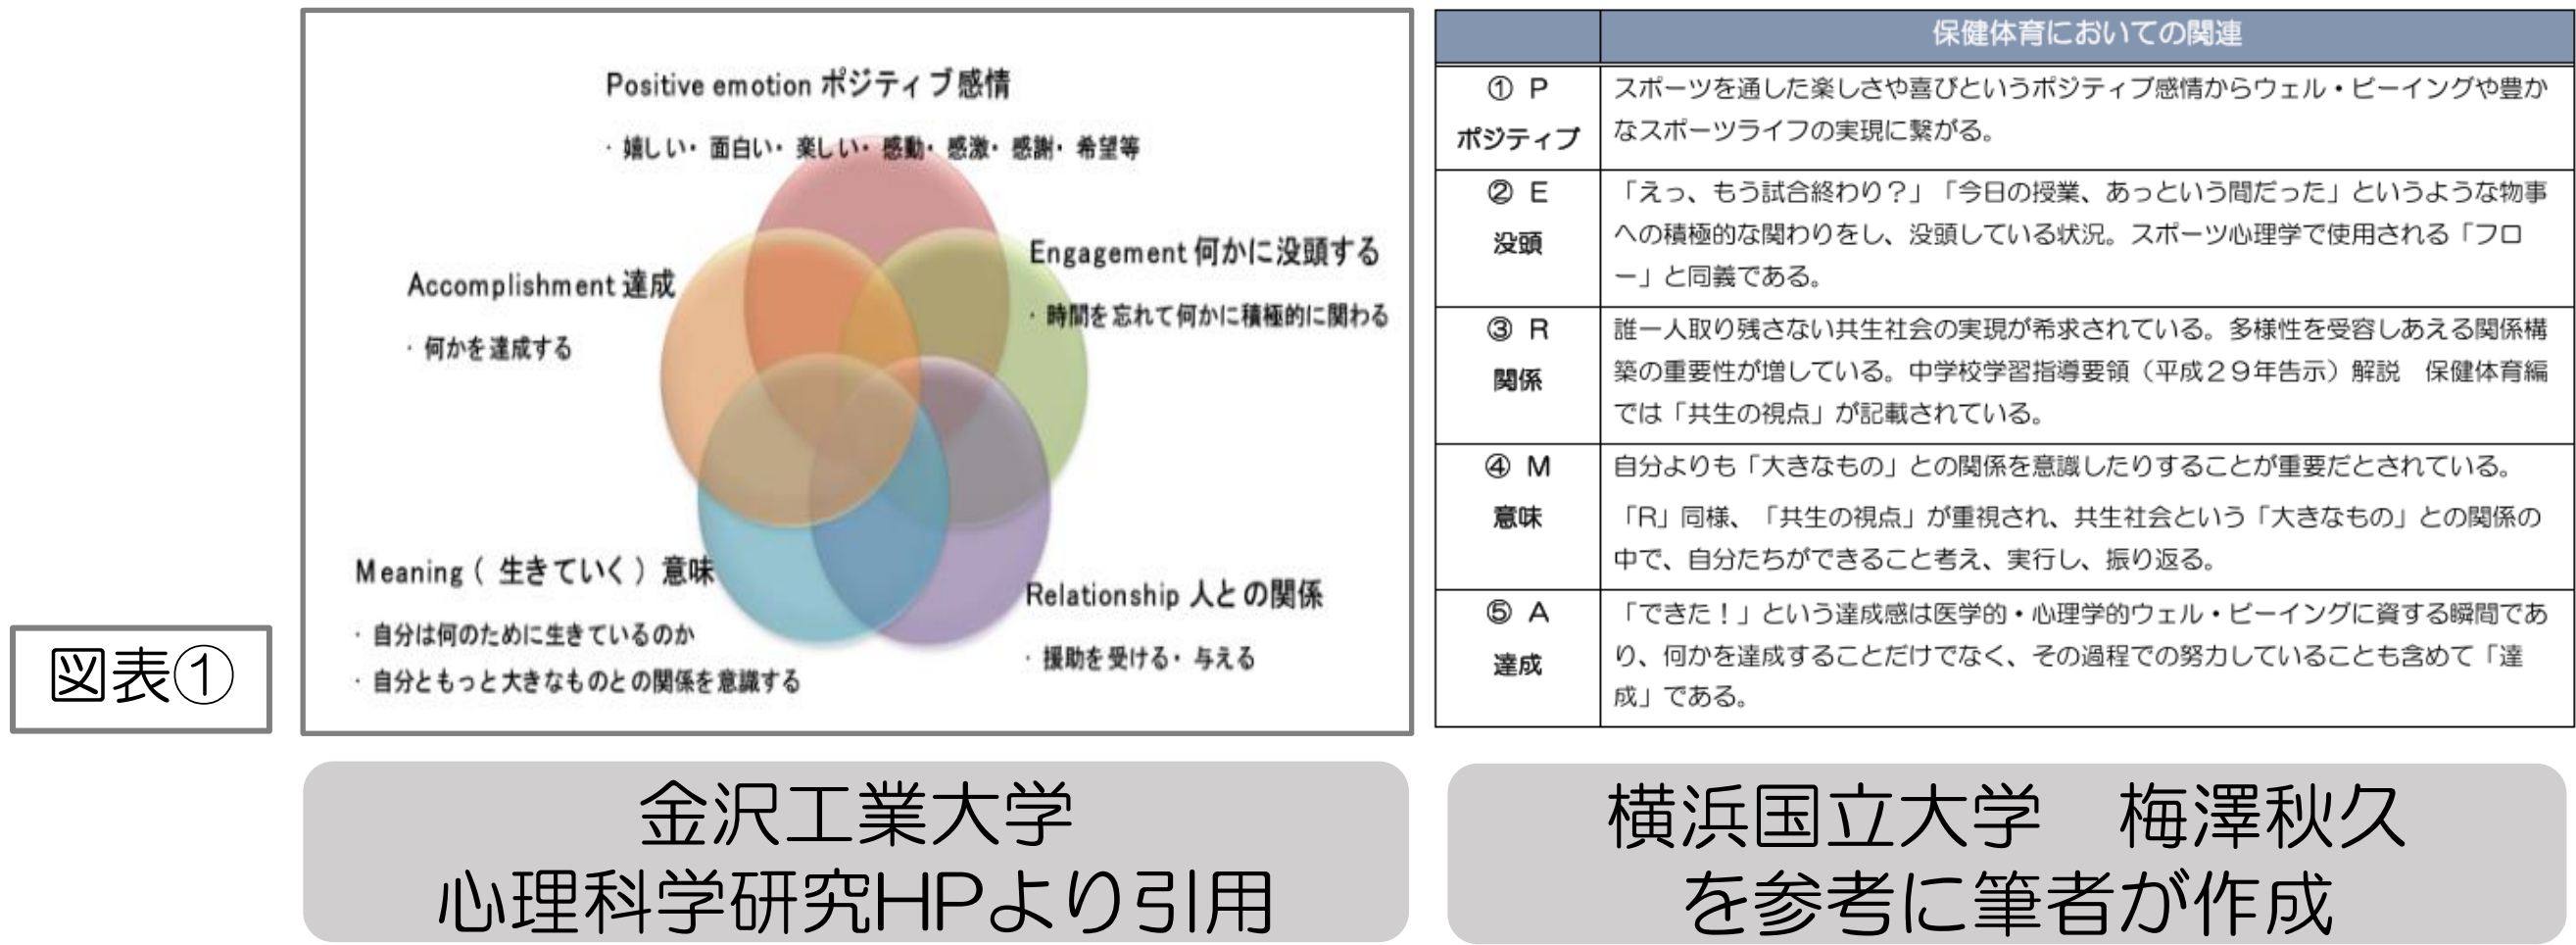 図表①
Positive emotion ポジティブ感情
・嬉しい・面白い・楽しい・感動・感激・感謝・希望等
Engagement 何かに没頭する
・時間を忘れて何かに積極的に関わる
Accomplishment 達成
・何かを達成する
Meaning ( 生きていく ) 意味
・自分は何のために生きているのか
・自分ともっと大きなものとの関係を意識する
Relationship 人との関係
・援助を受ける・与える
金沢工業大学
心理科学研究HPより引用
保健体育においての関連
① P
ポジティブ
スポーツを通した楽しさや喜びというポジティブ感情からウェル・ビーイングや豊か
なスポーツライフの実現に繋がる。
② E
没頭
「えっ、もう試合終わり？」「今日の授業、あっという間だった」というような物事
への積極的な関わりをし、没頭している状況。スポーツ心理学で使用される「フロ
ー」と同義である。
③ R
関係
誰一人取り残さない共生社会の実現が希求されている。多様性を受容しあえる関係構
築の重要性が増している。中学校学習指導要領（平成２９年告示）解説　保健体育編
では「共生の視点」が記載されている。
④ M
意味
自分よりも「大きなもの」との関係を意識したりすることが重要だとされている。
「R」同様、「共生の視点」が重視され、共生社会という「大きなもの」との関係の
中で、自分たちができること考え、実行し、振り返る。
⑤ A
達成
「できた！」という達成感は医学的・心理学的ウェル・ビーイングに資する瞬間であ
り、何かを達成することだけでなく、その過程での努力していることも含めて「達
成」である。
横浜国立大学　梅澤秋久
を参考に筆者が作成